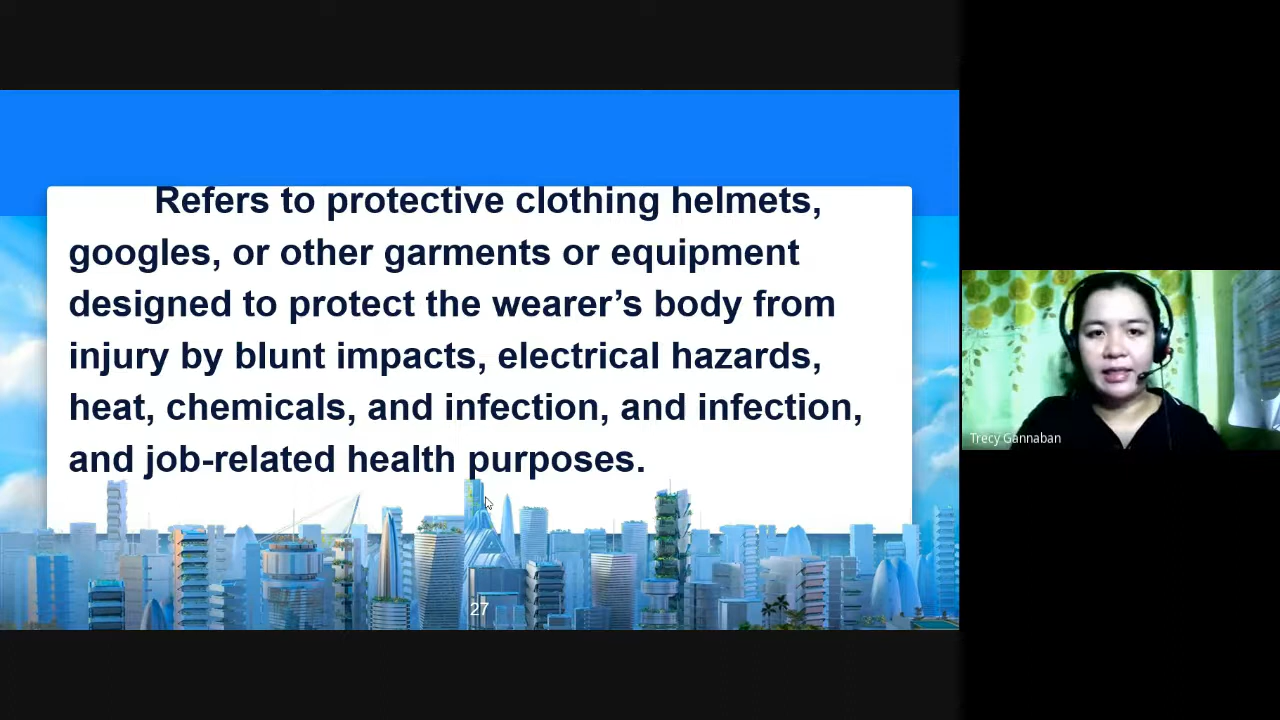 Refers to protective clothing helmets,
googles, or other garments or equipment
designed to protect the wearer’s body from
injury by blunt impacts, electrical hazards,
heat, chemicals, and infection, and infection,
and job-related health purposes.
27
Trecy Gannaban